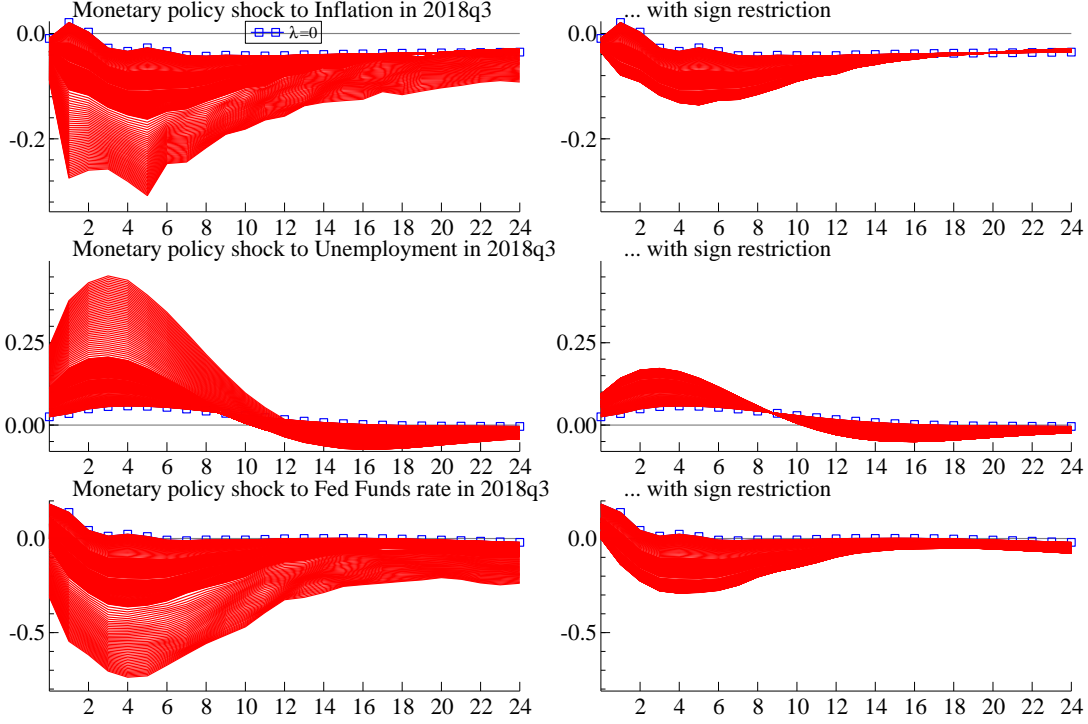 Monetary policy shock to Inflation in 2018q3
λ=0
0.0
-0.2
2 4 6 8 10 12 14 16 18 20 22 24
... with sign restriction
0.0
-0.2
2 4 6 8 10 12 14 16 18 20 22 24
Monetary policy shock to Unemployment in 2018q3
0.25
0.00
2 4 6 8 10 12 14 16 18 20 22 24
... with sign restriction
0.25
0.00
2 4 6 8 10 12 14 16 18 20 22 24
Monetary policy shock to Fed Funds rate in 2018q3
0.0
-0.5
2 4 6 8 10 12 14 16 18 20 22 24
... with sign restriction
0.0
-0.5
2 4 6 8 10 12 14 16 18 20 22 24